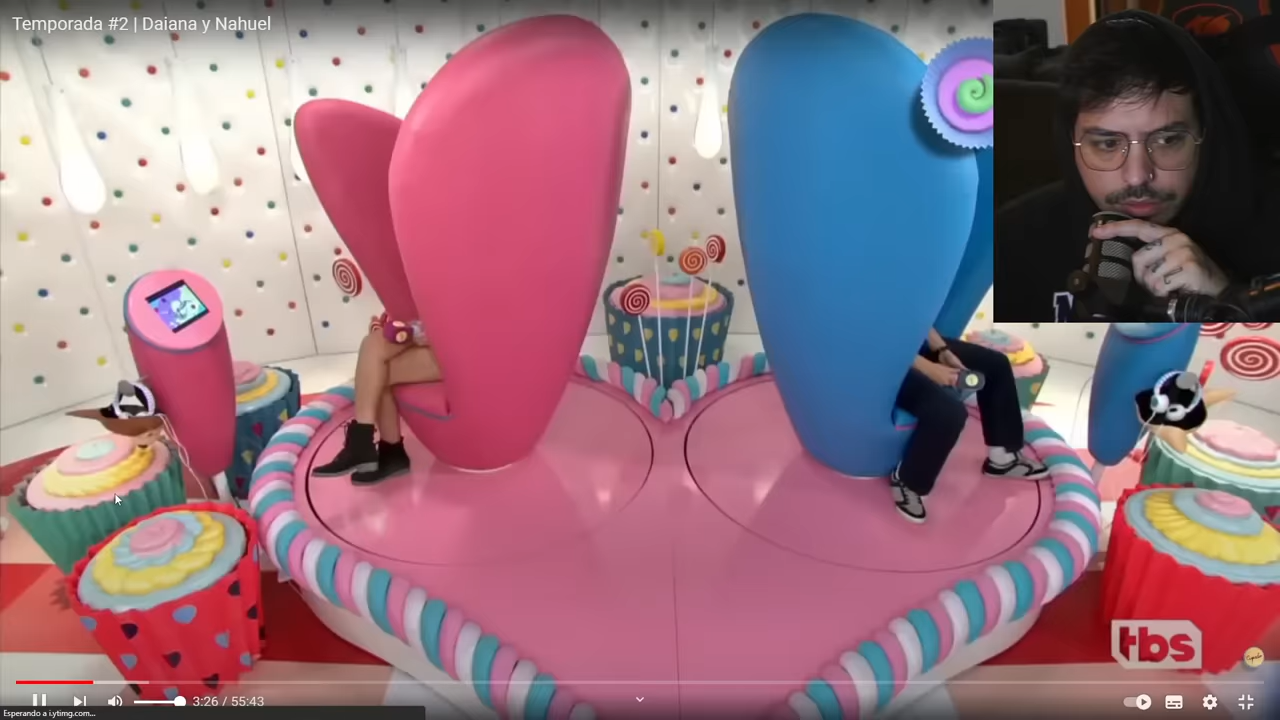 Temporada #2 | Daiana y Nahuel
tbs
3:26 / 55:43
Esperando a i.ytimg.com...